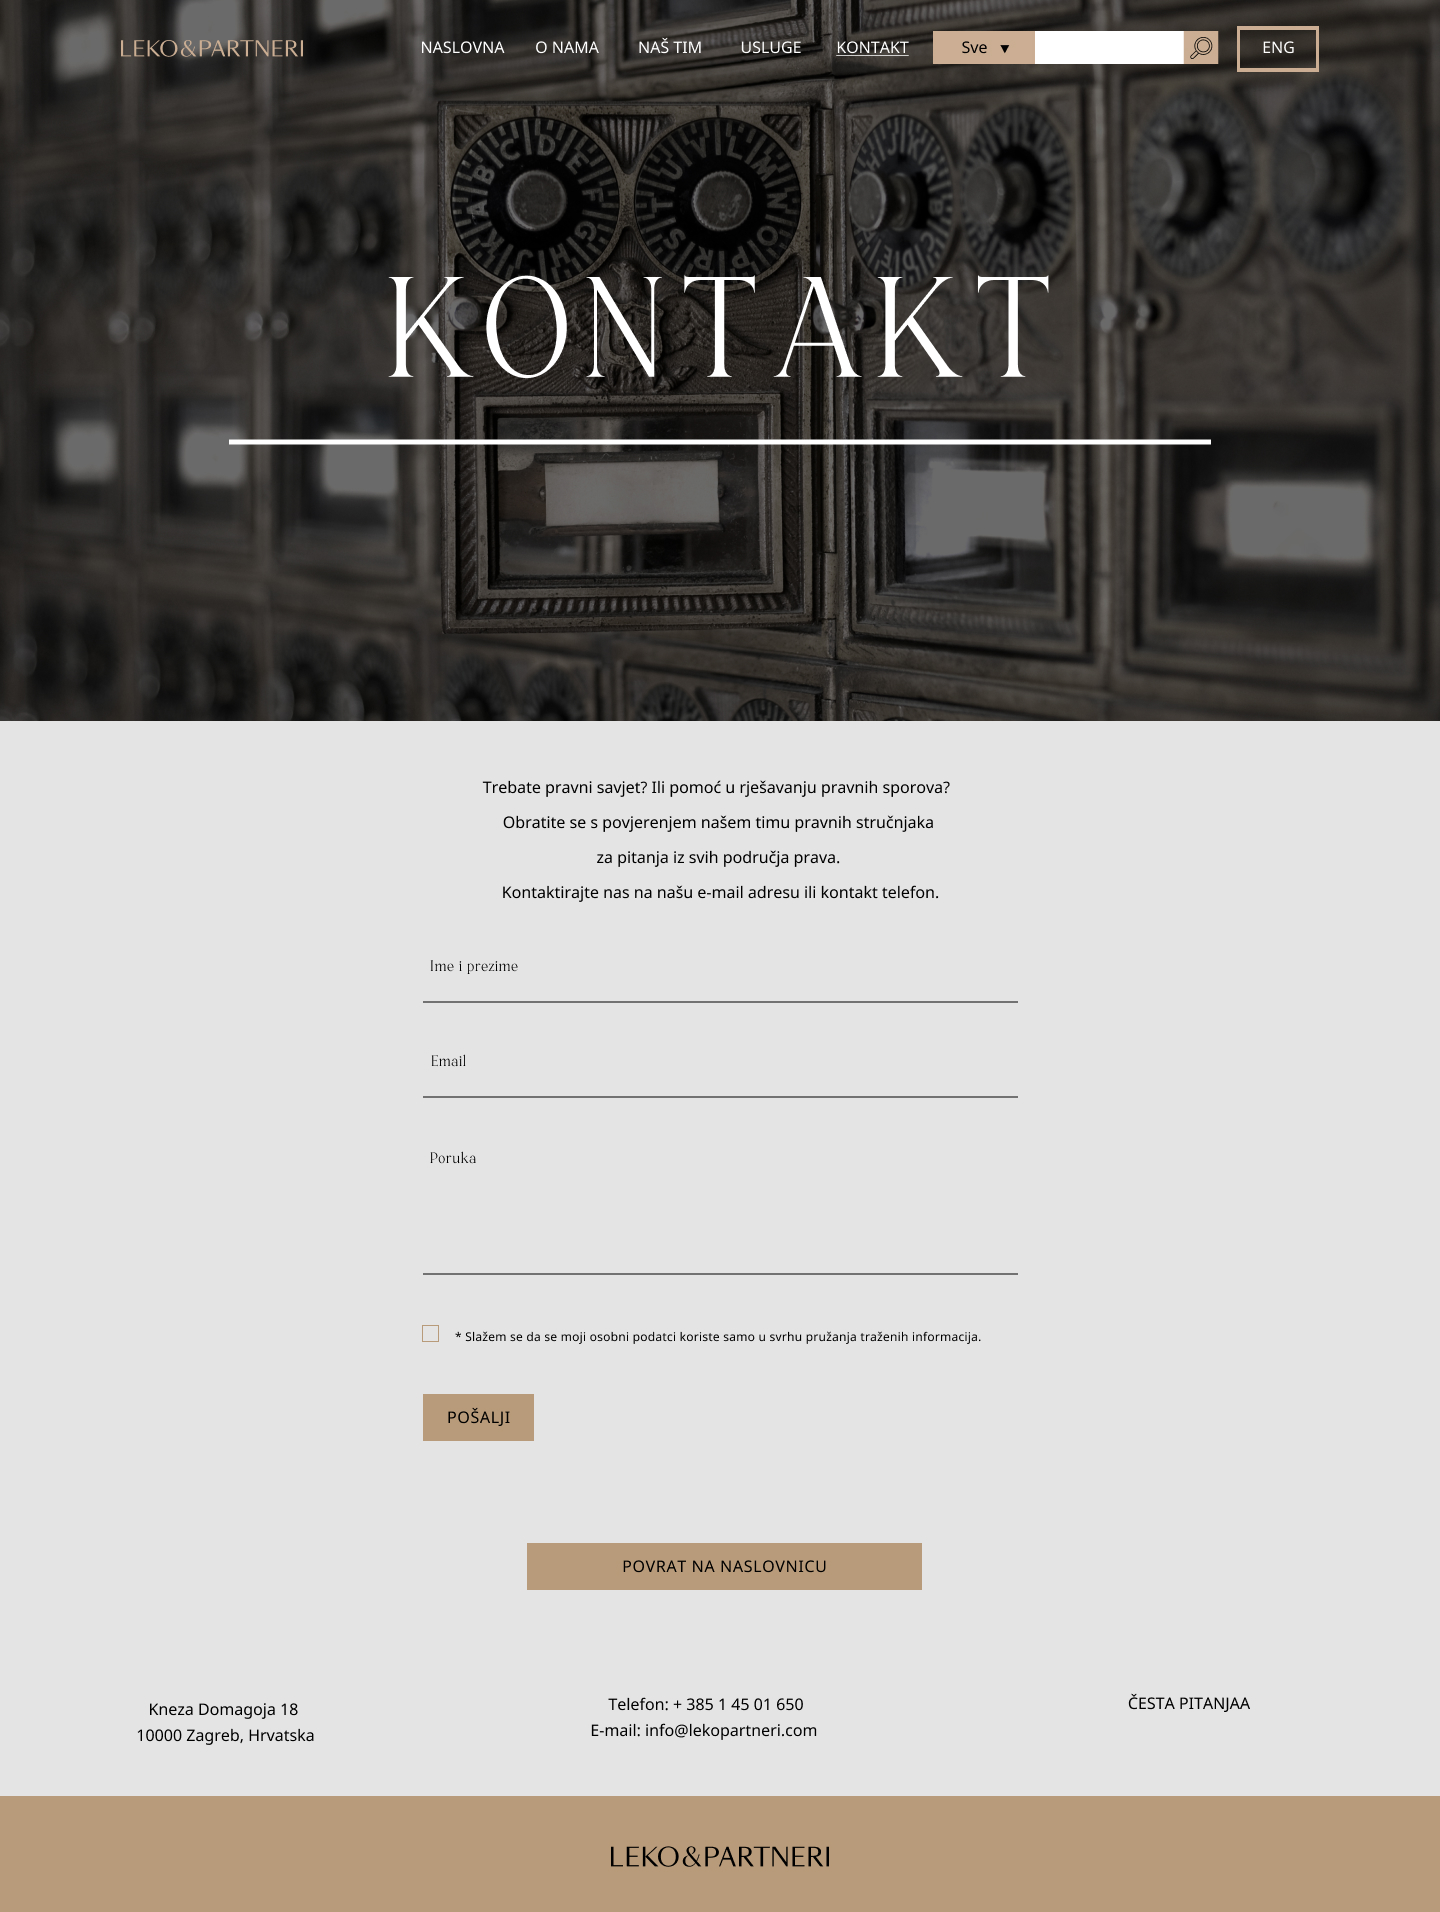 LEKO&PARTNERI
NASLOVNA O NAMA NAŠ TIM USLUGE KONTAKT Sve ▼ ENG
KONTAKT
Trebate pravni savjet? Ili pomoć u rješavanju pravnih sporova?
Obratite se s povjerenjem našem timu pravnih stručnjaka
za pitanja iz svih područja prava.
Kontaktirajte nas na našu e-mail adresu ili kontakt telefon.
Ime i prezime
Email
Poruka
* Slažem se da se moji osobni podatci koriste samo u svrhu pružanja traženih informacija.
POŠALJI
POVRAT NA NASLOVNICU
Kneza Domagoja 18
10000 Zagreb, Hrvatska
Telefon: + 385 1 45 01 650
E-mail: info@lekopartneri.com
ČESTA PITANJAA
LEKO&PARTNERI